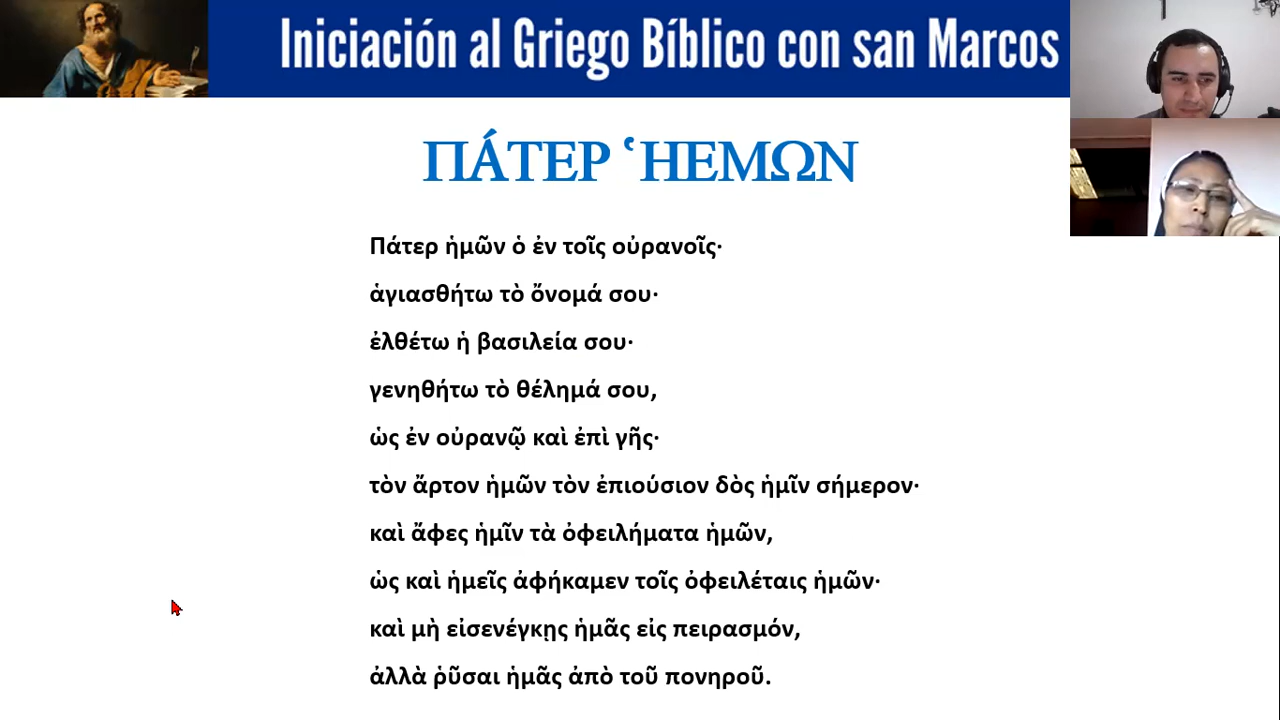 Iniciación al Griego Bíblico con san Marcos
ΠΆΤΕΡ ῾ΗΕΜΩΝ
Πάτερ ἡμῶν ὁ ἐν τοῖς οὐρανοῖς·
ἁγιασθήτω τὸ ὄνομά σου·
ἐλθέτω ἡ βασιλεία σου·
γενηθήτω τὸ θέλημά σου,
ὡς ἐν οὐρανῷ καὶ ἐπὶ γῆς·
τὸν ἄρτον ἡμῶν τὸν ἐπιούσιον δὸς ἡμῖν σήμερον·
καὶ ἄφες ἡμῖν τὰ ὀφειλήματα ἡμῶν,
ὡς καὶ ἡμεῖς ἀφήκαμεν τοῖς ὀφειλέταις ἡμῶν·
καὶ μὴ εἰσενέγκῃς ἡμᾶς εἰς πειρασμόν,
ἀλλὰ ῥῦσαι ἡμᾶς ἀπὸ τοῦ πονηροῦ.